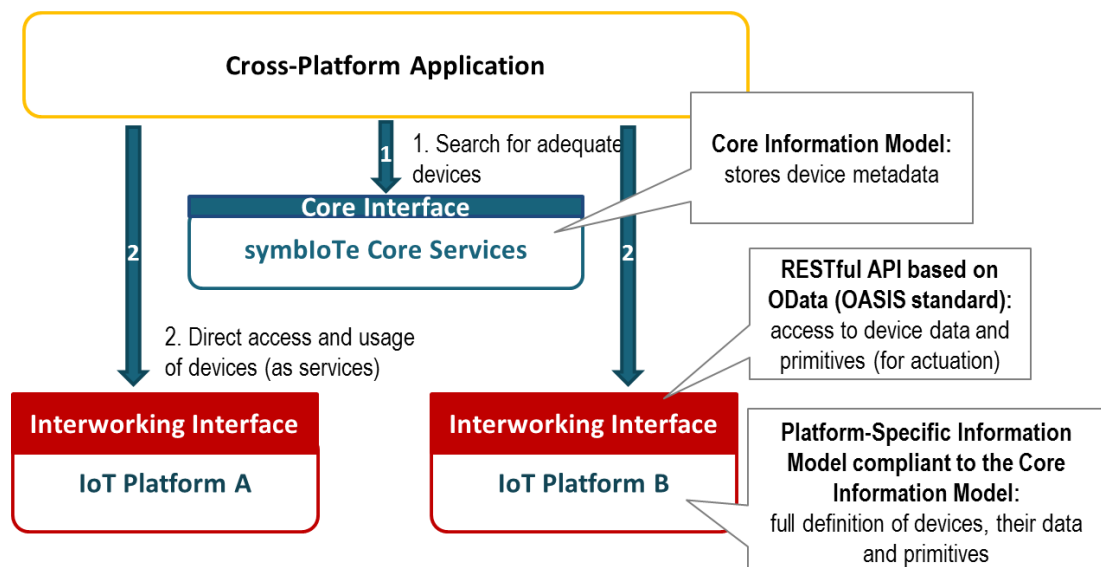 Cross-Platform Application
1
1. Search for adequate
devices
Core Information Model:
stores device metadata
Core Interface
symbIoTe Core Services
2
2
RESTful API based on
OData (OASIS standard):
access to device data and
primitives (for actuation)
2. Direct access and usage
of devices (as services)
Interworking Interface
IoT Platform A
Interworking Interface
IoT Platform B
Platform-Specific Information
Model compliant to the Core
Information Model:
full definition of devices, their data
and primitives